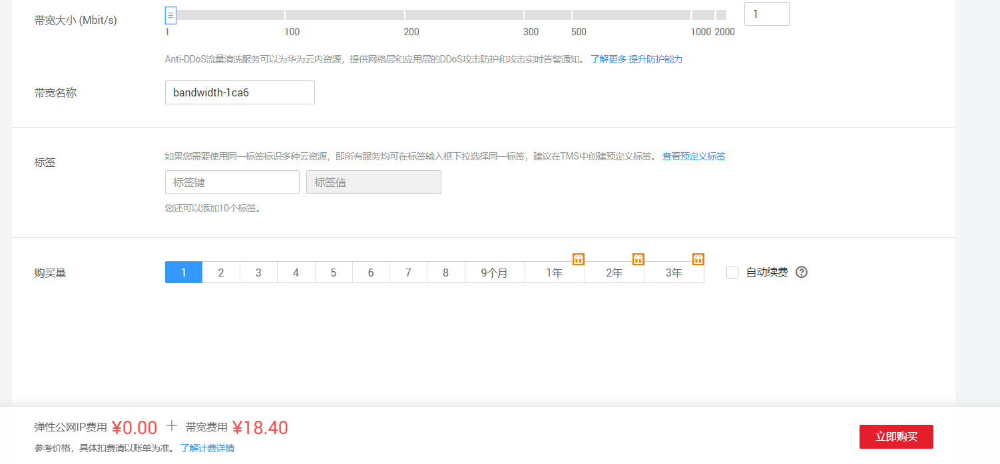 带宽大小 (Mbit/s)
1
1 100 200 300 500 1000 2000
Anti-DDoS流量清洗服务可以为华为云内资源，提供网络层和应用层的DDoS攻击防护和攻击实时告警通知。 了解更多 提升防护能力
带宽名称 bandwidth-1ca6
标签 如果您需要使用同一标签标识多种云资源，即所有服务均可在标签输入框下拉选择同一标签，建议在TMS中创建预定义标签。 查看预定义标签
标签键 标签值
您还可以添加10个标签。
购买量 1 2 3 4 5 6 7 8 9个月 1年 2年 3年 自动续费 ?
弹性公网IP费用 ¥0.00 + 带宽费用 ¥18.40
参考价格，具体扣费请以账单为准。 了解计费详情
立即购买